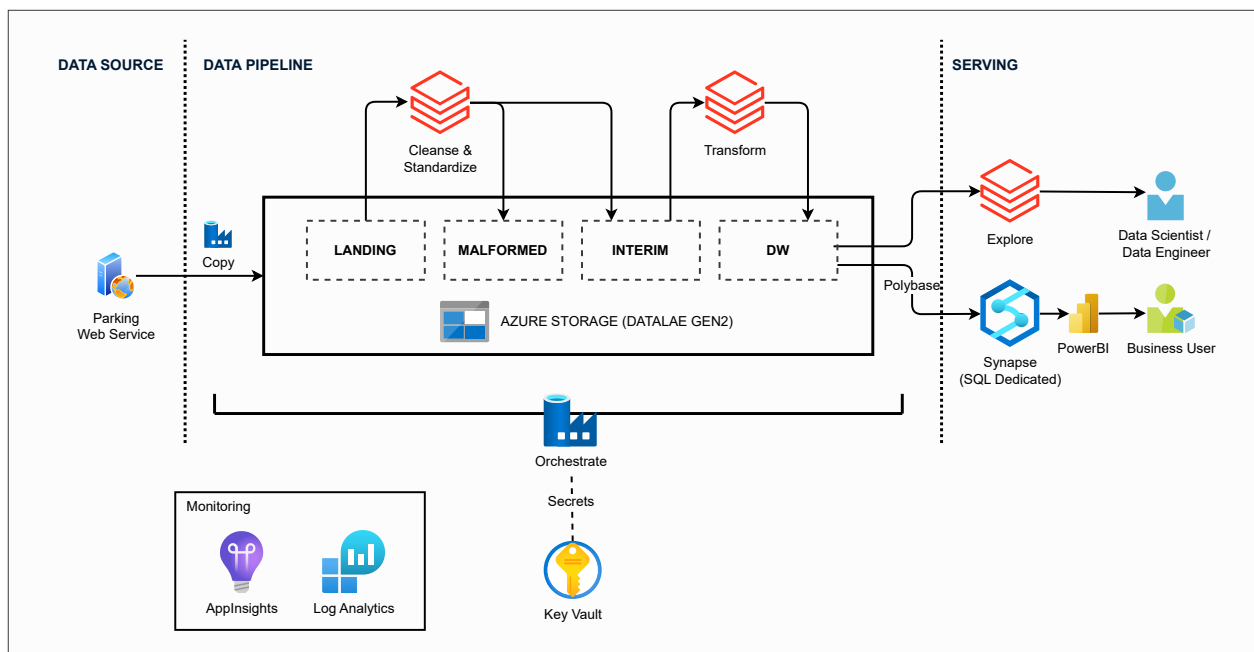 DATA SOURCE
DATA PIPELINE
SERVING
Cleanse &
Standardize
Transform
Copy
LANDING
MALFORMED
INTERIM
DW
AZURE STORAGE (DATALAE GEN2)
Parking
Web Service
Polybase
Explore
Data Scientist /
Data Engineer
Synapse
(SQL Dedicated)
PowerBI
Business User
Orchestrate
Secrets
Key Vault
Monitoring
AppInsights
Log Analytics